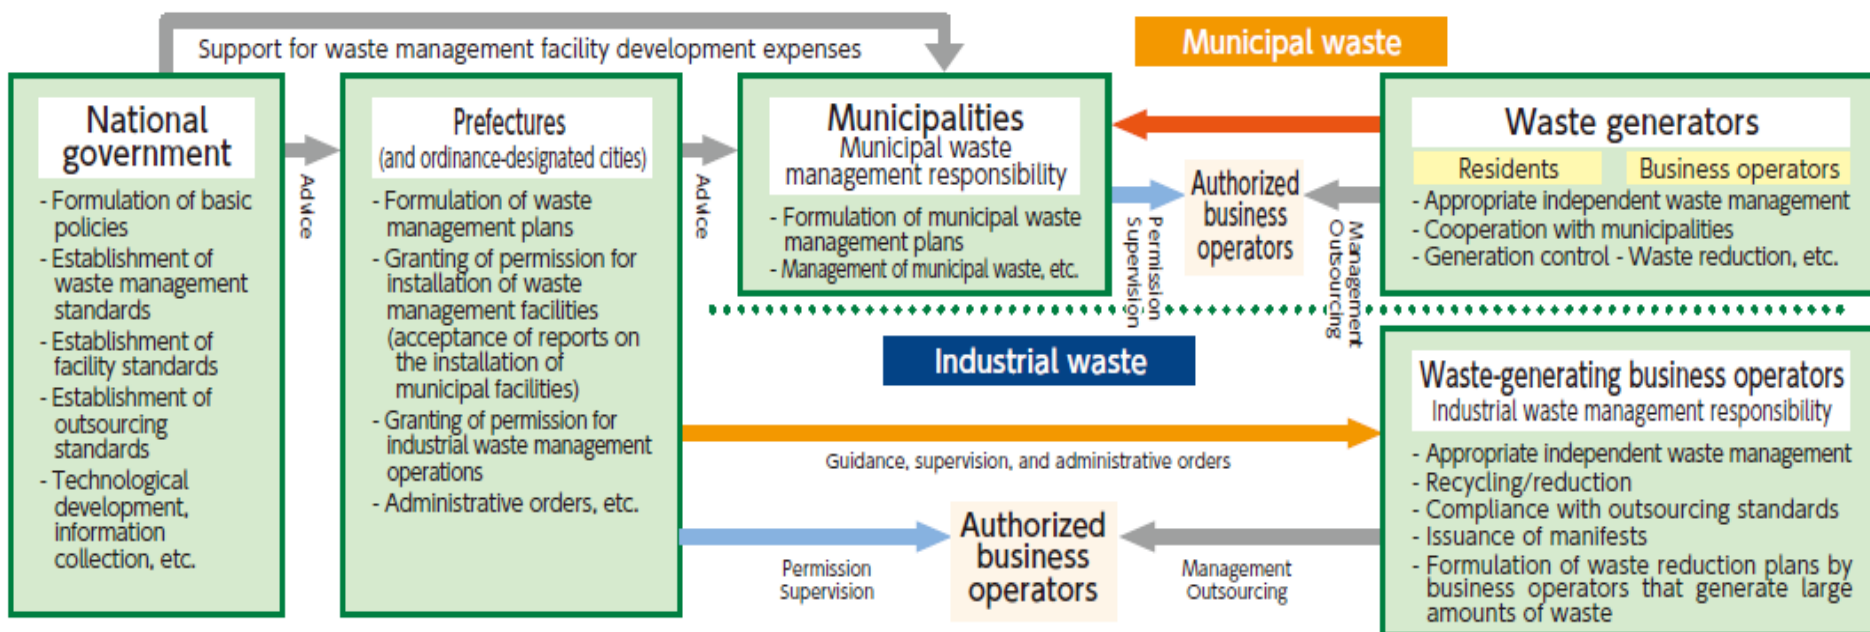 Support for waste management facility development expenses
Municipal waste
National
government
- Formulation of basic
policies
- Establishment of
waste management
standards
- Establishment of
facility standards
- Establishment of
outsourcing
standards
- Technological
development,
information
collection, etc.
Advice
Prefectures
(and ordinance-designated cities)
- Formulation of waste
management plans
- Granting of permission for
installation of waste
management facilities
(acceptance of reports on
the installation of
municipal facilities)
- Granting of permission for
industrial waste management
operations
- Administrative orders, etc.
Advice
Municipalities
Municipal waste
management responsibility
- Formulation of municipal waste
management plans
- Management of municipal waste, etc.
Permission
Supervision
Authorized
business
operators
Management
Outsourcing
Waste generators
Residents
Business operators
- Appropriate independent waste management
- Cooperation with municipalities
- Generation control - Waste reduction, etc.
Industrial waste
Guidance, supervision, and administrative orders
Permission
Supervision
Authorized
business
operators
Management
Outsourcing
Waste-generating business operators
Industrial waste management responsibility
- Appropriate independent waste management
- Recycling/reduction
- Compliance with outsourcing standards
- Issuance of manifests
- Formulation of waste reduction plans by
business operators that generate large
amounts of waste